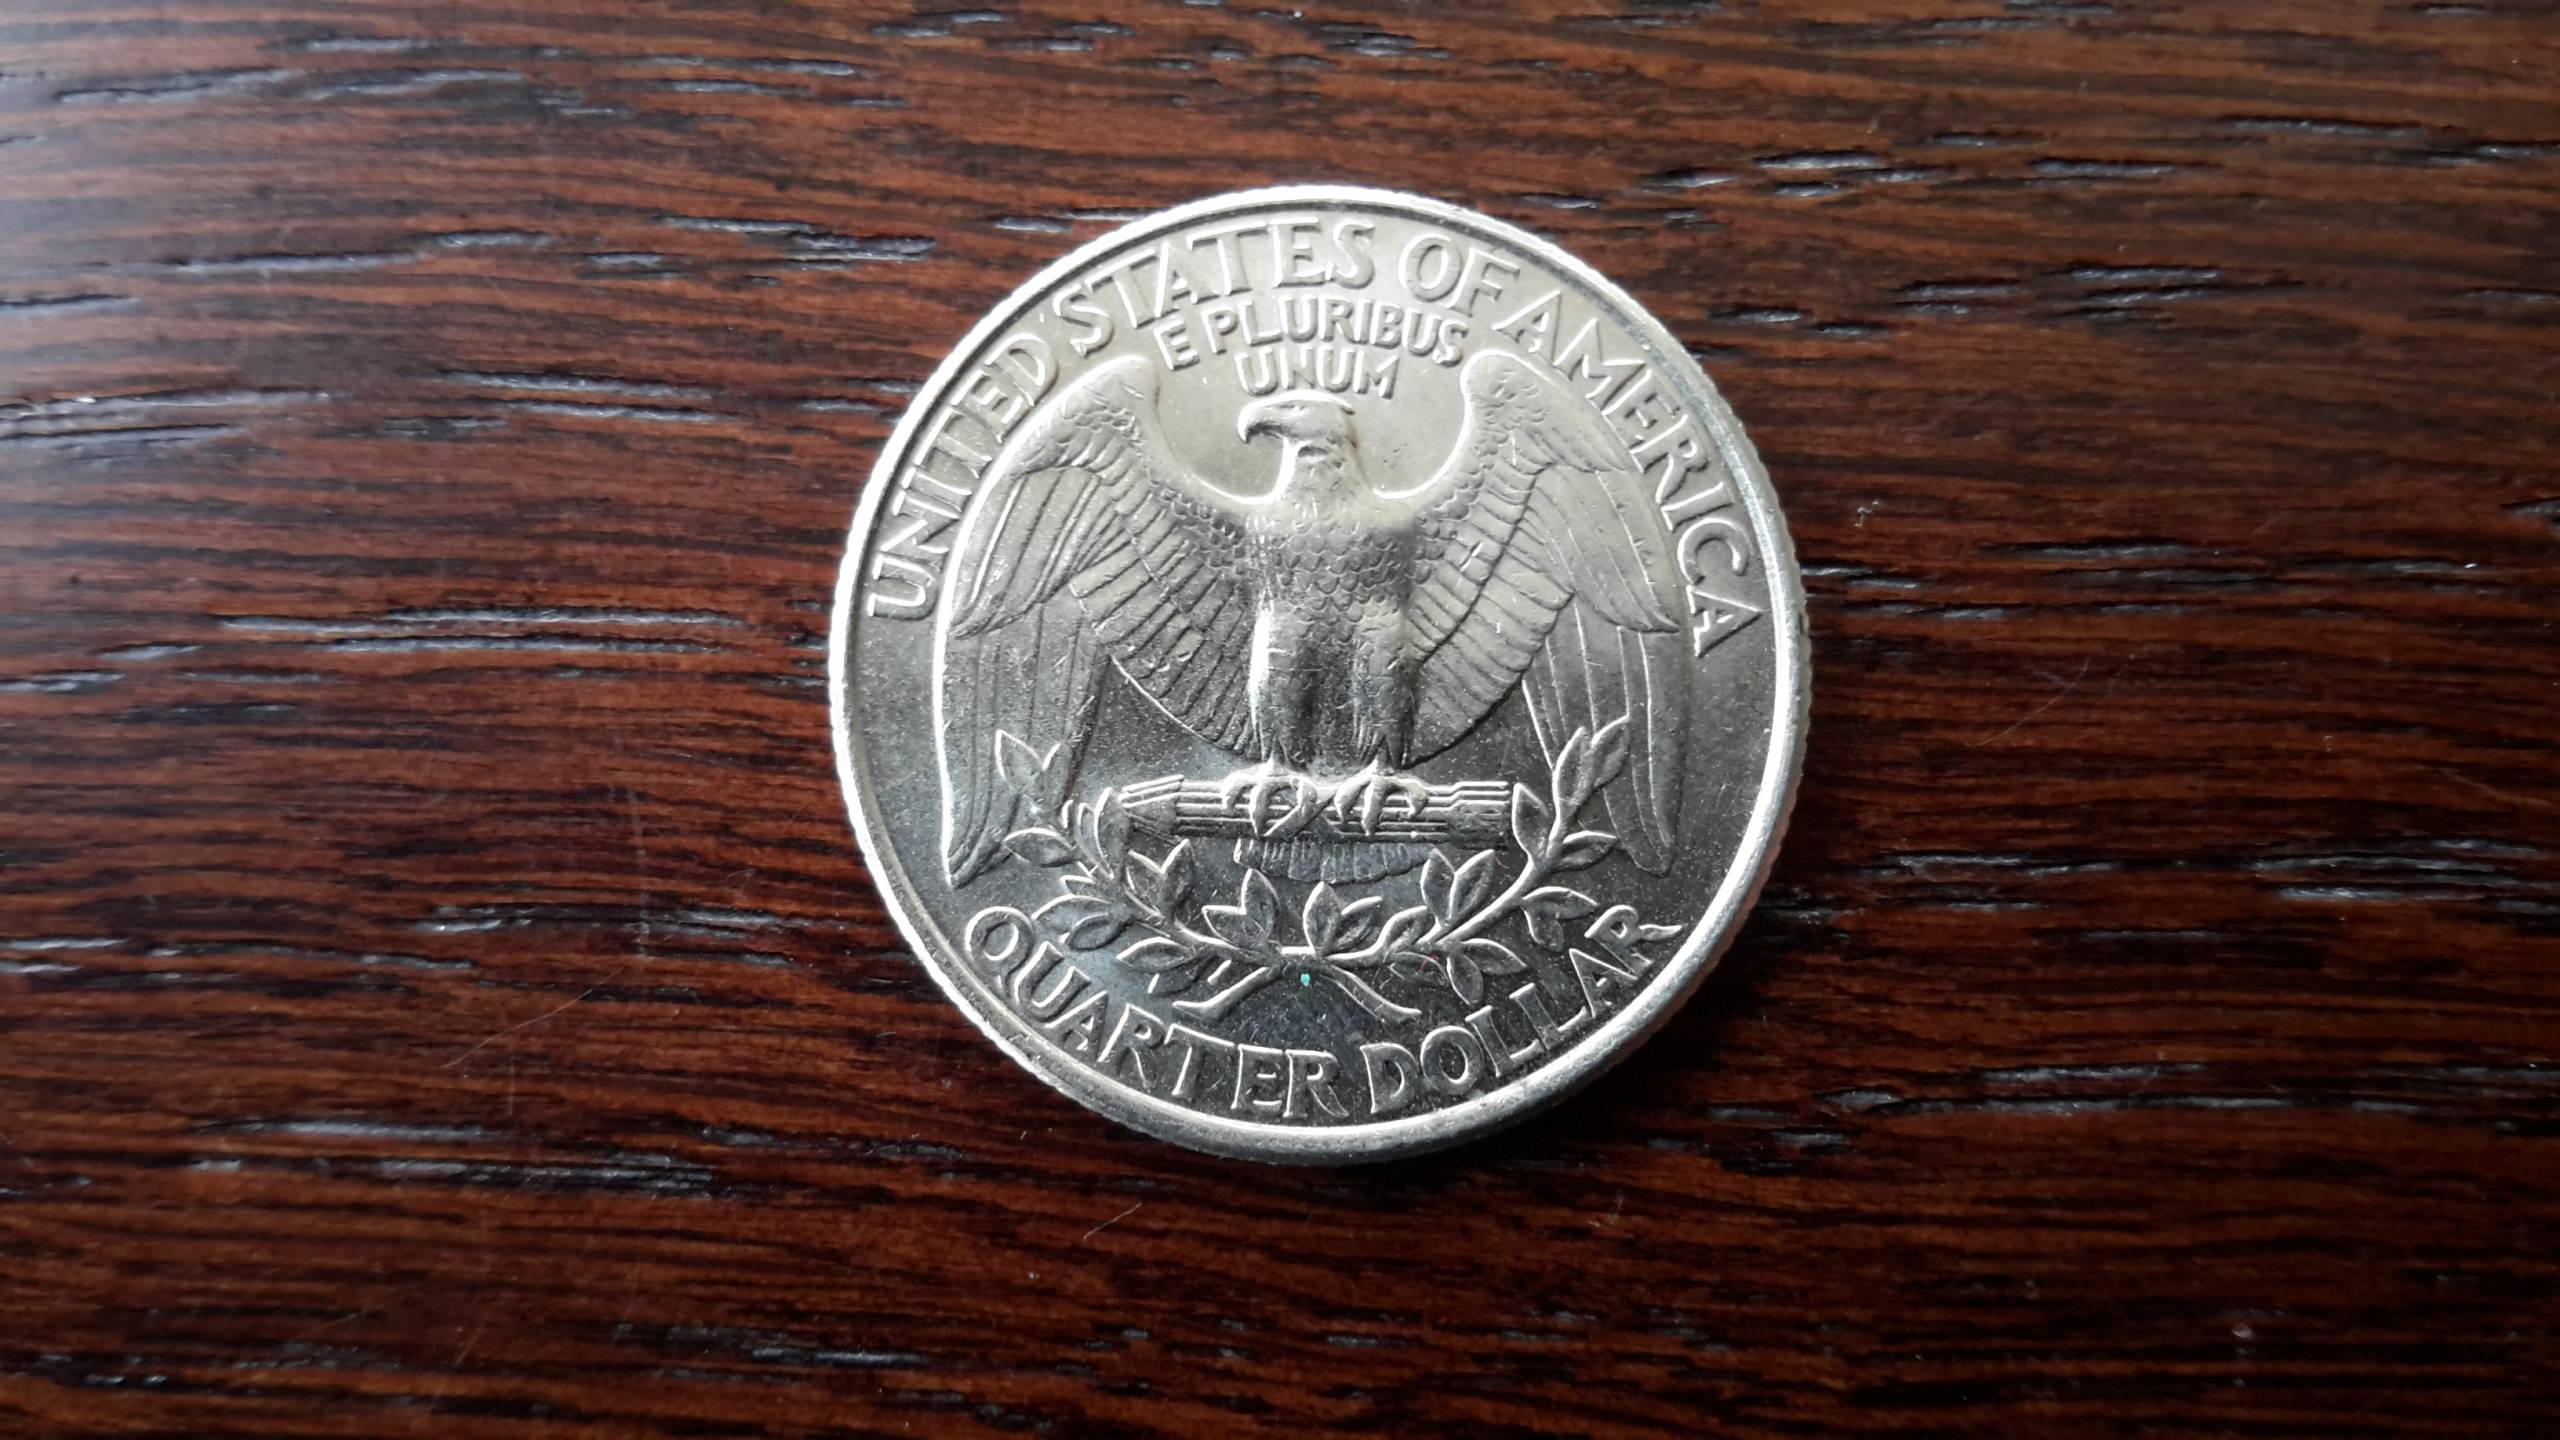 UNITED STATES OF AMERICA
E PLURIBUS
UNUM
QUARTER DOLLAR